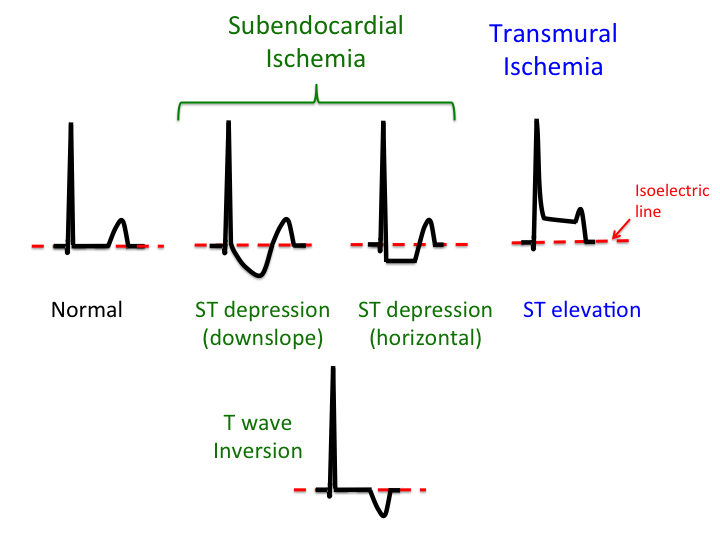 Subendocardial
Ischemia
Transmural
Ischemia
Isoelectric
line
Normal
ST depression
(downslope)
ST depression
(horizontal)
ST elevation
T wave
Inversion